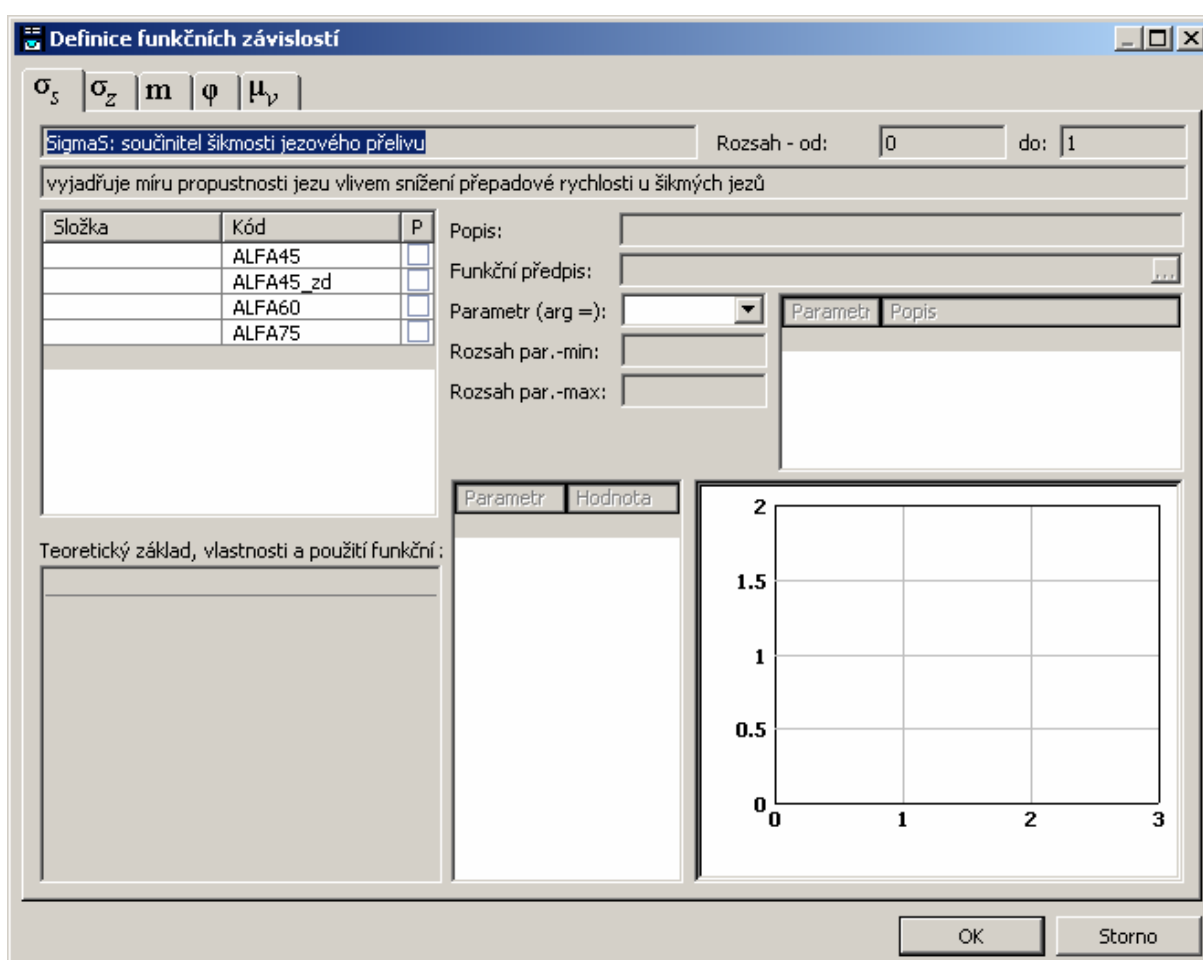 Definice funkčních závislostí
σs σz m φ μν
SigmaS: součinitel šikmosti jezového přelivu Rozsah - od: 0 do: 1
vyjadřuje míru propustnosti jezu vlivem snížení přepadové rychlosti u šikmých jezů
Složka Kód P
ALFA45
ALFA45_zd
ALFA60
ALFA75
Popis:
Funkční předpis: ...
Parametr (arg =):
Rozsah par.-min:
Rozsah par.-max:
Parametr Popis
Teoretický základ, vlastnosti a použití funkční
Parametr Hodnota
2
1.5
1
0.5
0
0 1 2 3
OK Storno